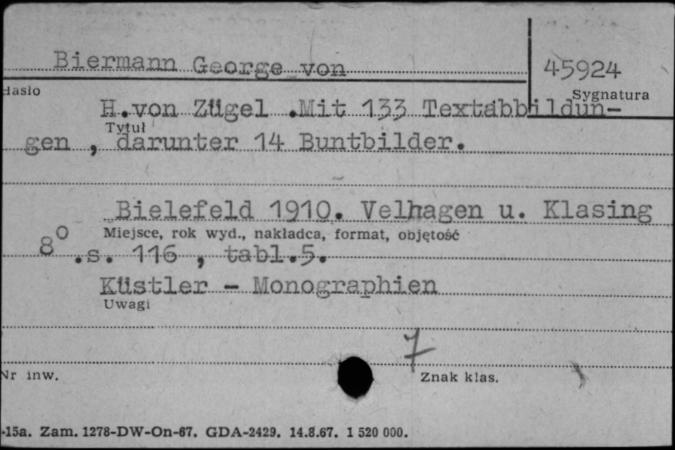 Biermann George von
45924
Hasło
Sygnatura
H.von Zügel .Mit 133 Textabbildun-
Tytuł
gen , darunter 14 Buntbilder.
Bielefeld 1910. Velhagen u. Klasing
Miejsce, rok wyd., nakładca, format, objętość
8° .s. 116 , tabl.5.
Küstler - Monographien
Uwagi
7
Nr inw.
Znak klas.
-15a. Zam. 1278-DW-On-67. GDA-2429. 14.8.67. 1 520 000.